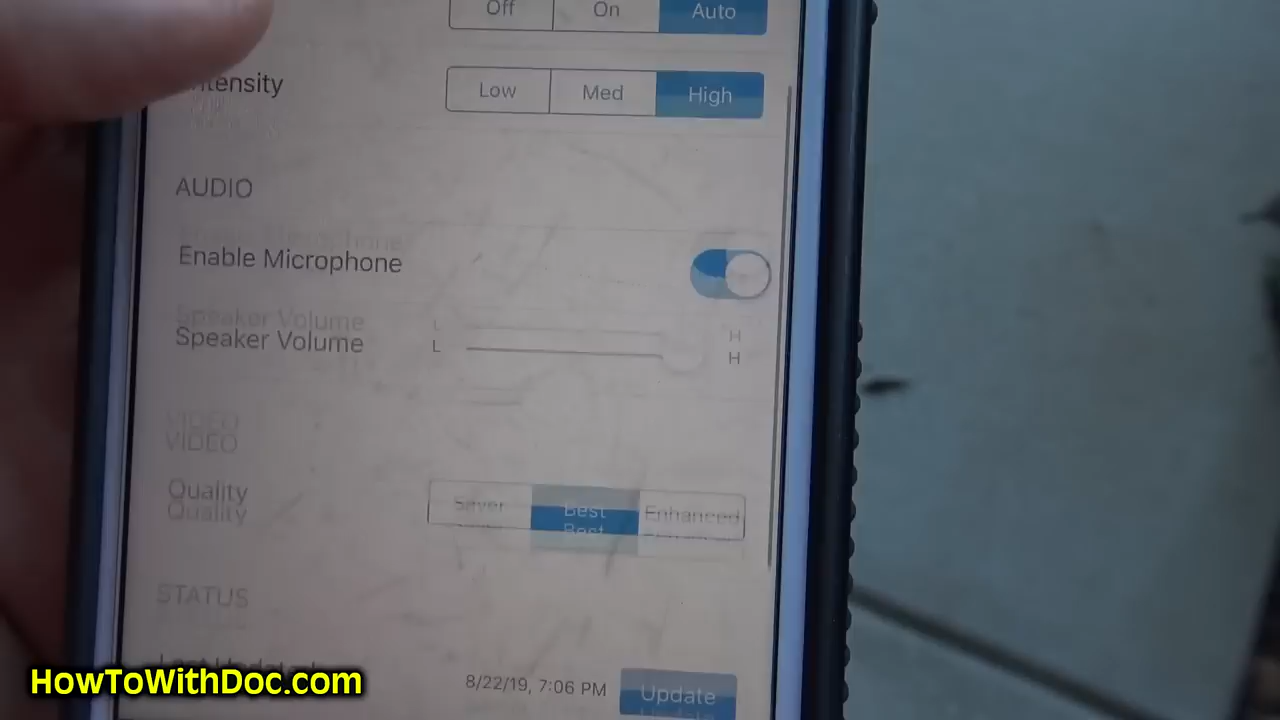 Off On Auto
ntensity Low Med High
AUDIO
Enable Microphone
Speaker Volume L H
VIDEO
Quality Saver Best Enhanced
STATUS
8/22/19, 7:06 PM Update
HowToWithDoc.com